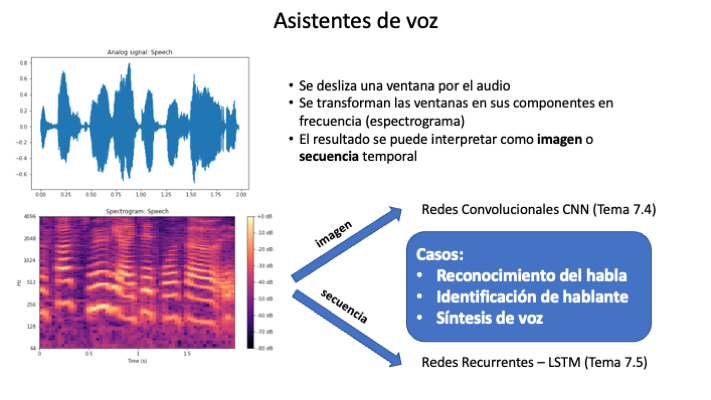 Asistentes de voz
Analog signal: Speech
0.8
0.6
0.4
0.2
0.0
-0.2
-0.4
-0.6
0.00 0.25 0.50 0.75 1.00 1.25 1.50 1.75 2.00
• Se desliza una ventana por el audio
• Se transforman las ventanas en sus componentes en
frecuencia (espectrograma)
• El resultado se puede interpretar como imagen o
secuencia temporal
Spectrogram: Speech
4096
2048
1024
512
256
128
64
Hz
0 0.5 1 1.5
Time (s)
+0 dB
-10 dB
-20 dB
-30 dB
-40 dB
-50 dB
-60 dB
-70 dB
-80 dB
imagen
secuencia
Redes Convolucionales CNN (Tema 7.4)
Casos:
• Reconocimiento del habla
• Identificación de hablante
• Síntesis de voz
Redes Recurrentes – LSTM (Tema 7.5)